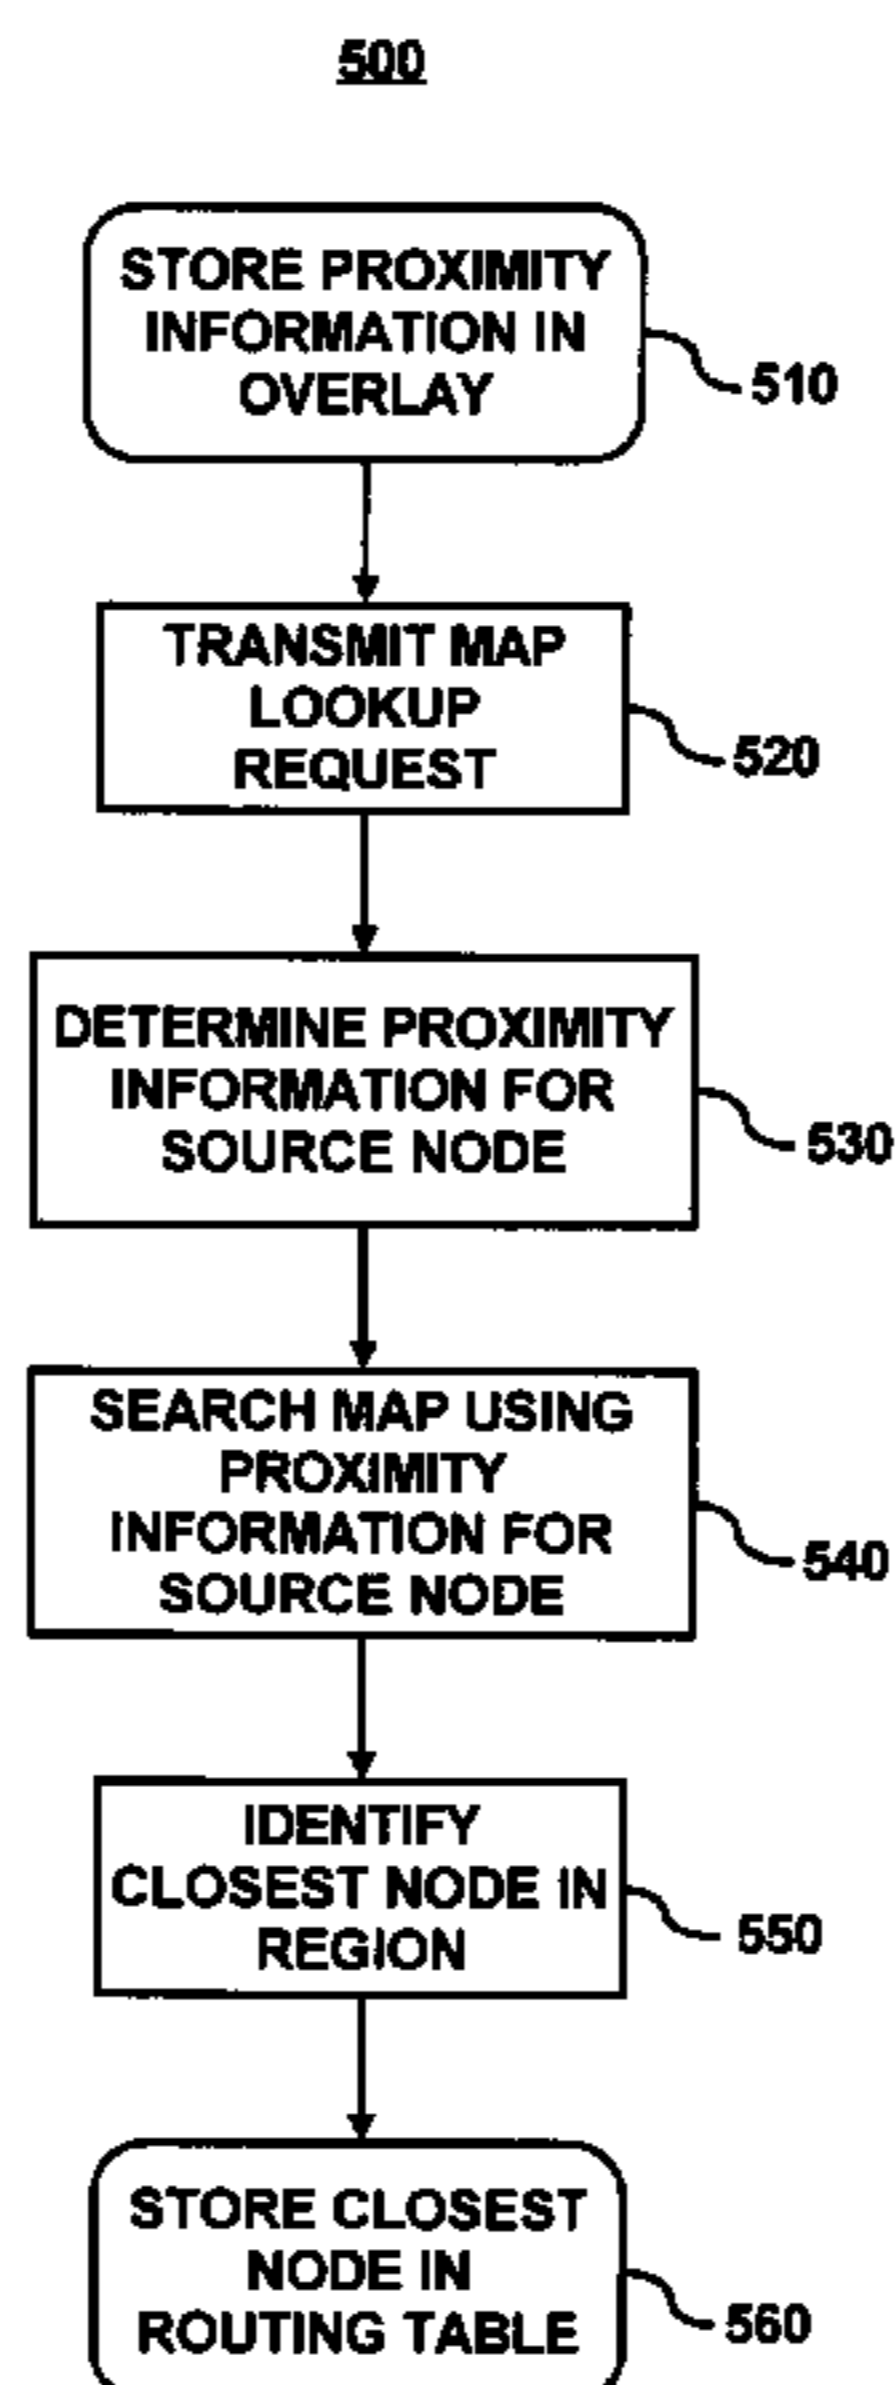 500
STORE PROXIMITY
INFORMATION IN
OVERLAY
510
TRANSMIT MAP
LOOKUP
REQUEST
520
DETERMINE PROXIMITY
INFORMATION FOR
SOURCE NODE
530
SEARCH MAP USING
PROXIMITY
INFORMATION FOR
SOURCE NODE
540
IDENTIFY
CLOSEST NODE IN
REGION
550
STORE CLOSEST
NODE IN
ROUTING TABLE
560